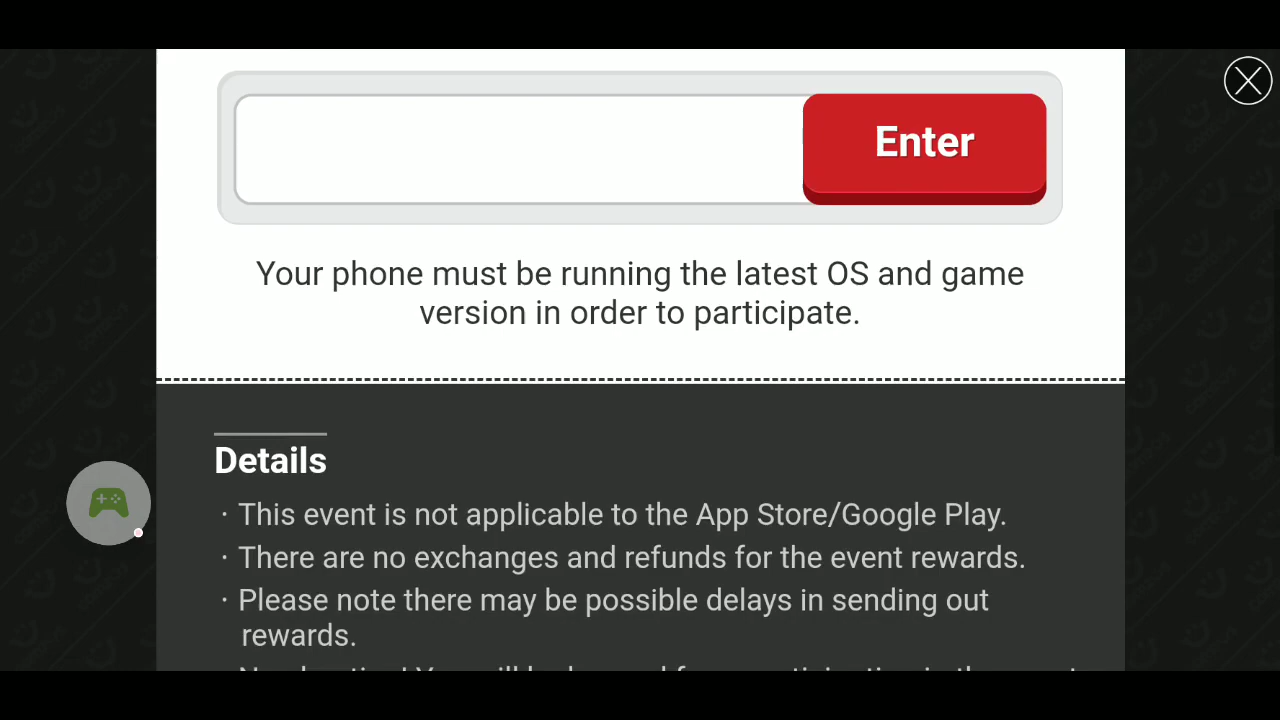 Enter
Your phone must be running the latest OS and game
version in order to participate.
Details
· This event is not applicable to the App Store/Google Play.
· There are no exchanges and refunds for the event rewards.
· Please note there may be possible delays in sending out
rewards.